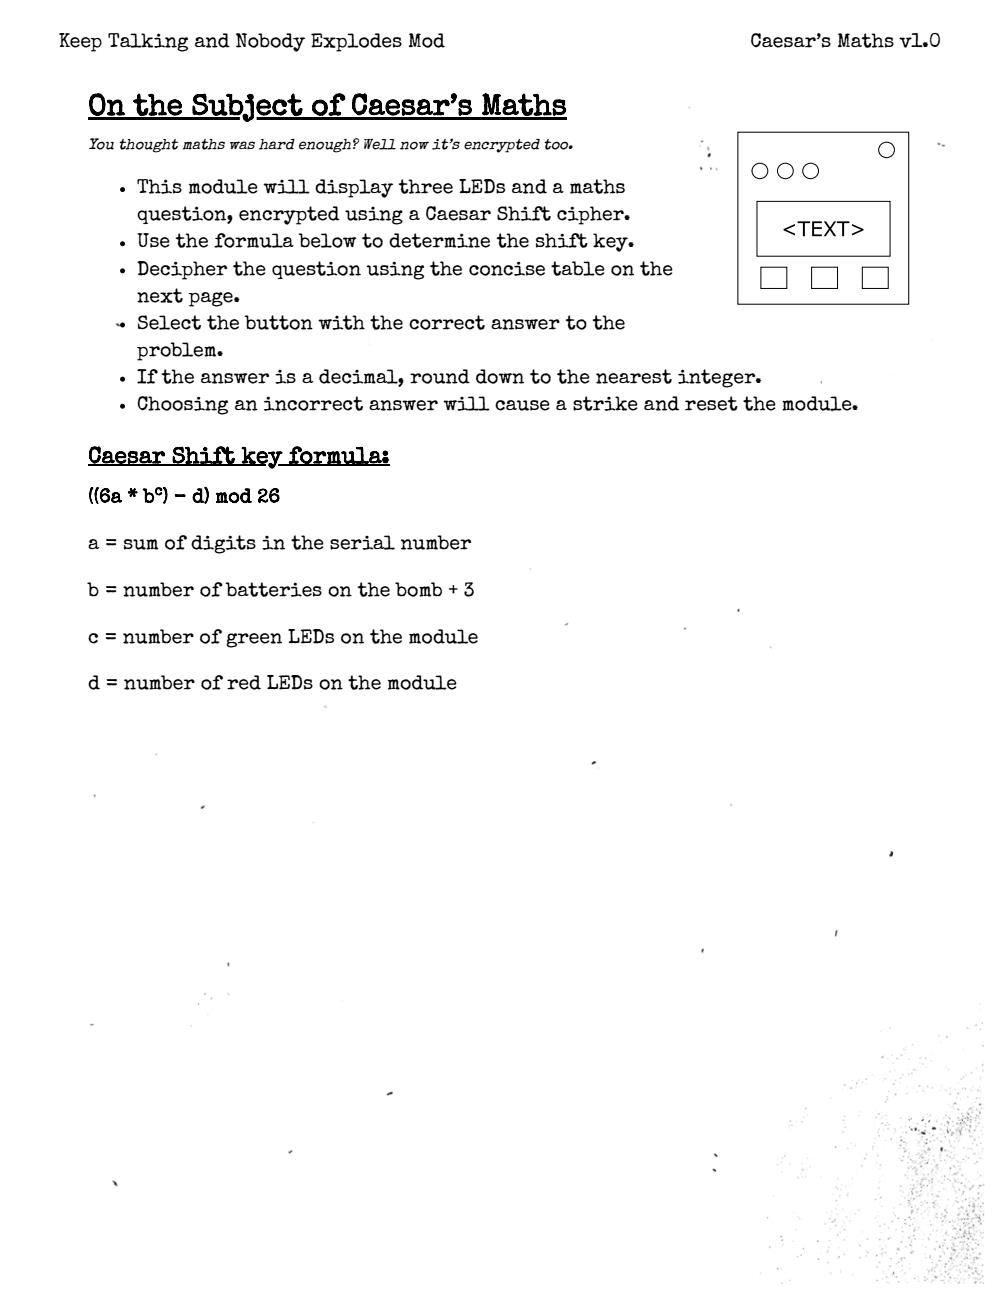 Keep Talking and Nobody Explodes Mod
Caesar's Maths v1.0
On the Subject of Caesar's Maths
You thought maths was hard enough? Well now it's encrypted too.
• This module will display three LEDs and a maths
question, encrypted using a Caesar Shift cipher.
• Use the formula below to determine the shift key.
• Decipher the question using the concise table on the
next page.
• Select the button with the correct answer to the
problem.
• If the answer is a decimal, round down to the nearest integer.
• Choosing an incorrect answer will cause a strike and reset the module.
<TEXT>
Caesar Shift key formula:
((6a * bᶜ) – d) mod 26
a = sum of digits in the serial number
b = number of batteries on the bomb + 3
c = number of green LEDs on the module
d = number of red LEDs on the module